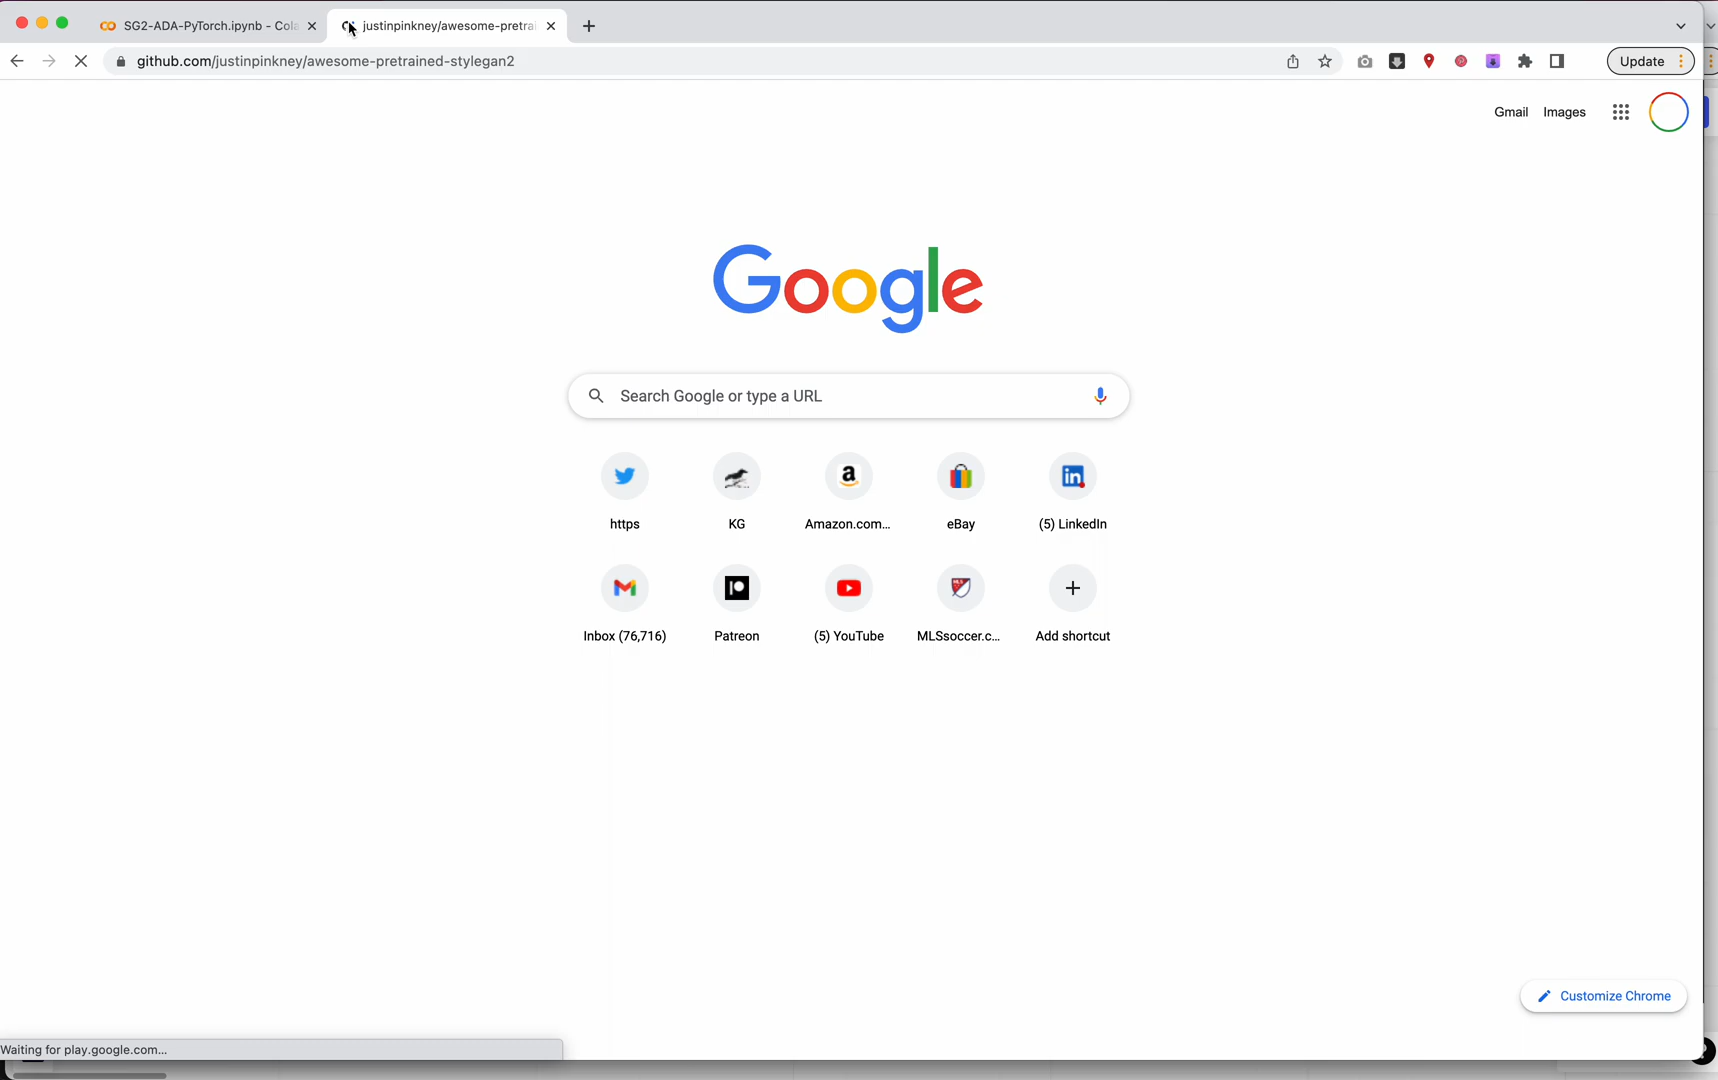 SG2-ADA-PyTorch.ipynb - Cola
justinpinkney/awesome-pretrai
github.com/justinpinkney/awesome-pretrained-stylegan2
Update
Gmail Images
Google
Search Google or type a URL
https KG Amazon.com... eBay (5) LinkedIn
Inbox (76,716) Patreon (5) YouTube MLSsoccer.c... Add shortcut
Customize Chrome
Waiting for play.google.com...